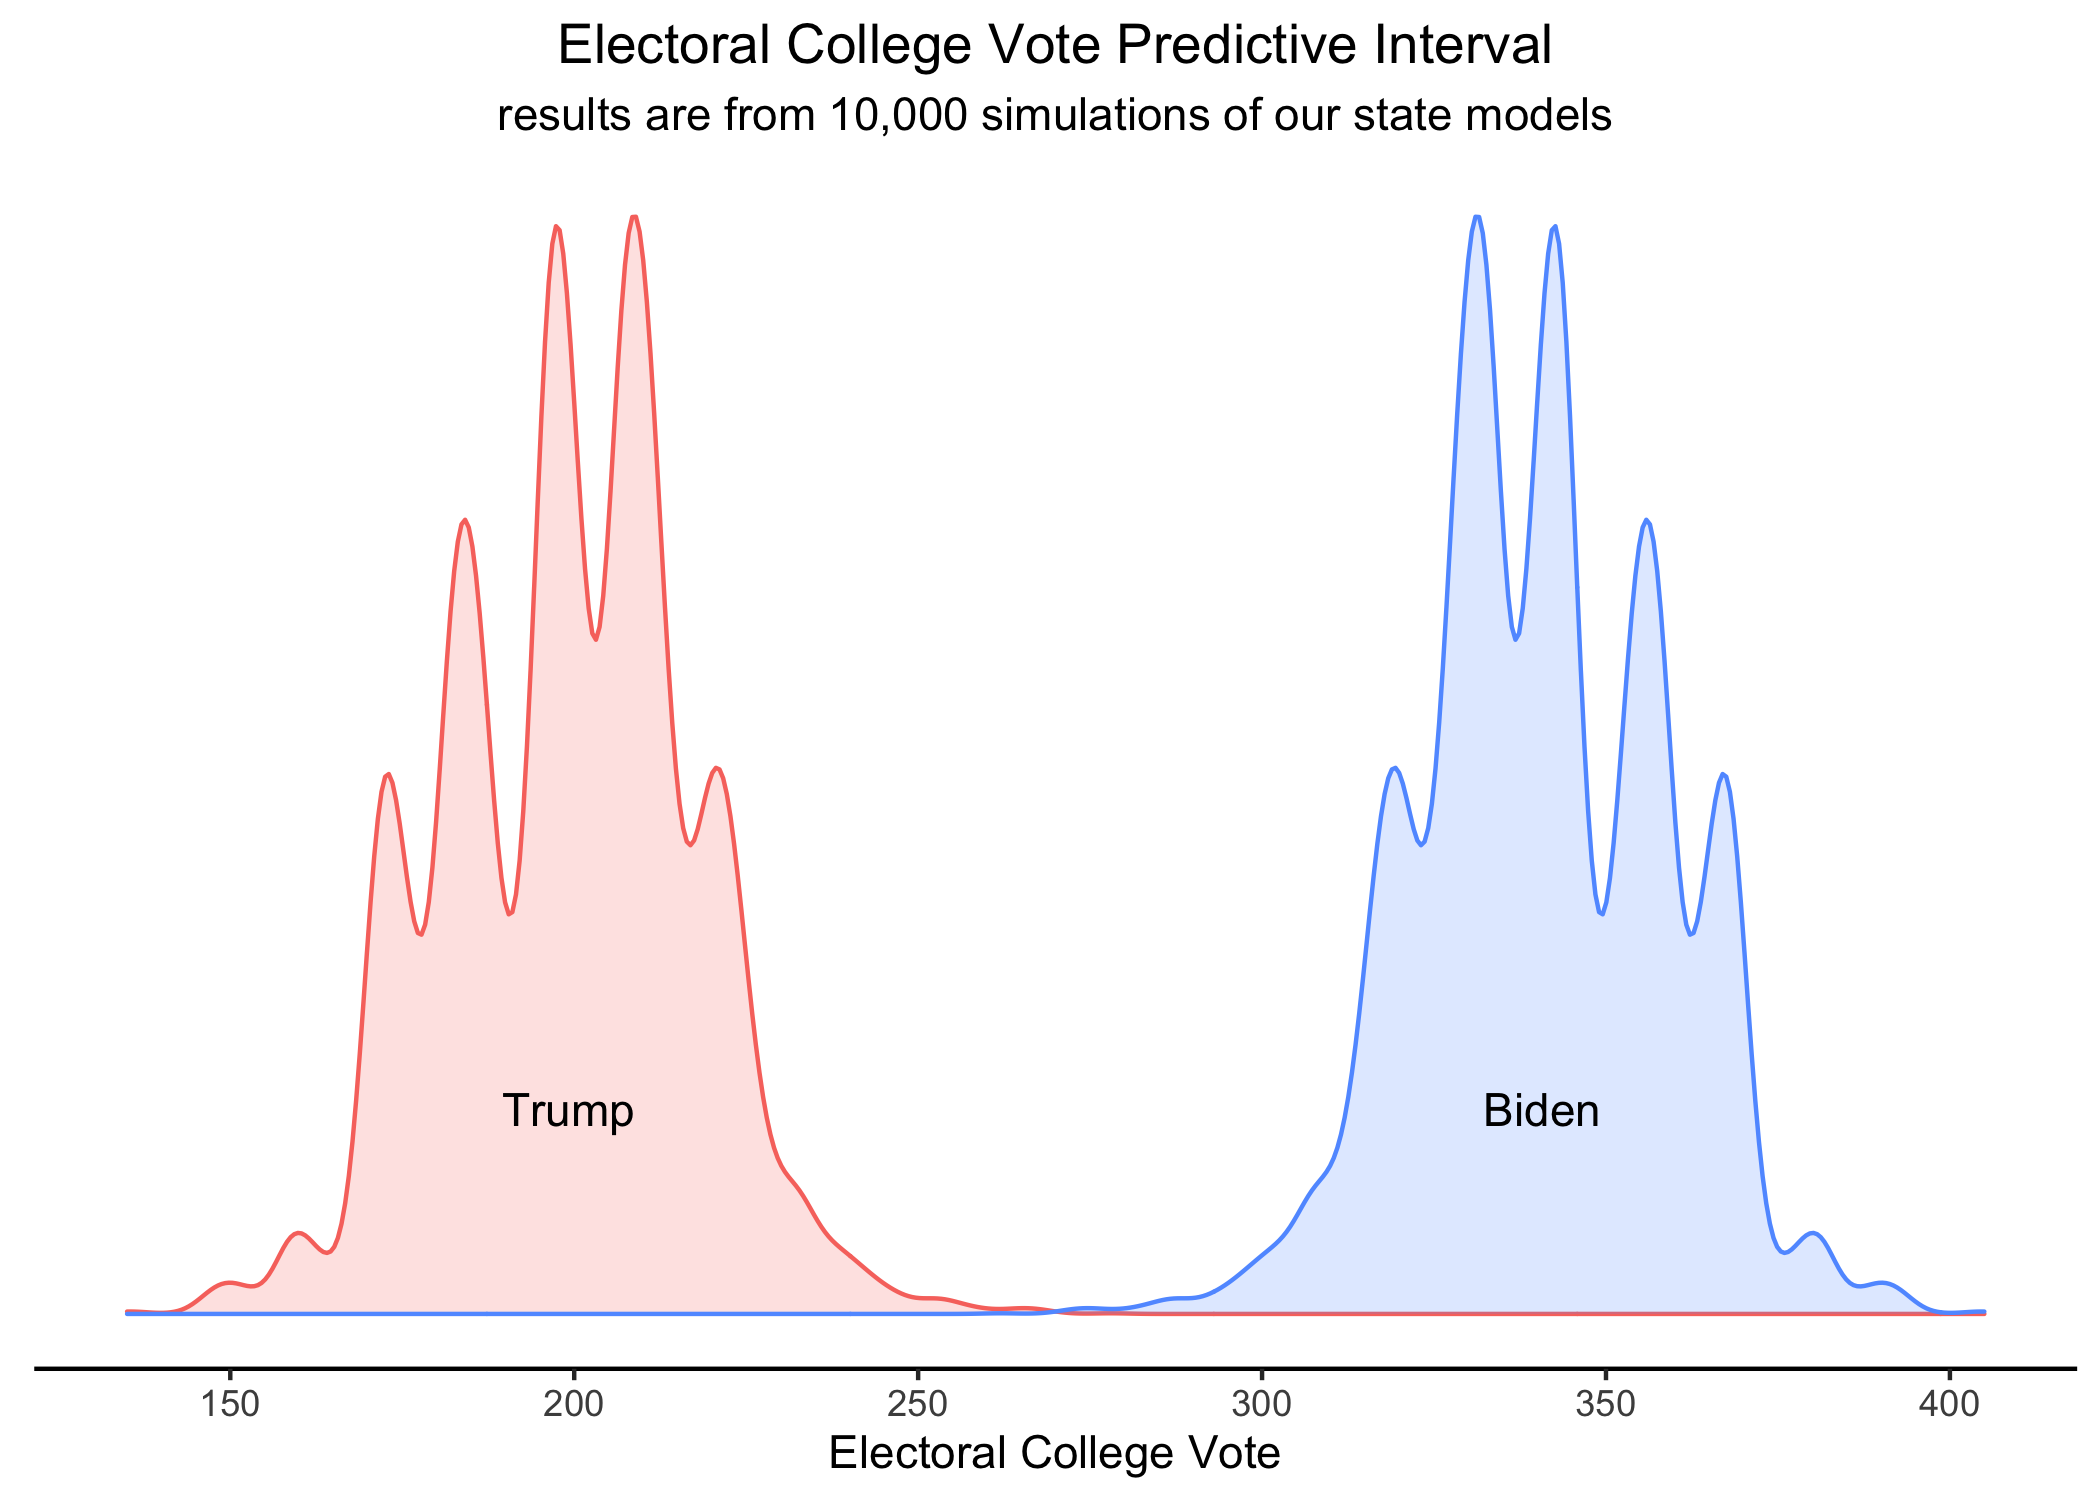 Electoral College Vote Predictive Interval
results are from 10,000 simulations of our state models
Trump
Biden
150
200
250
300
350
400
Electoral College Vote